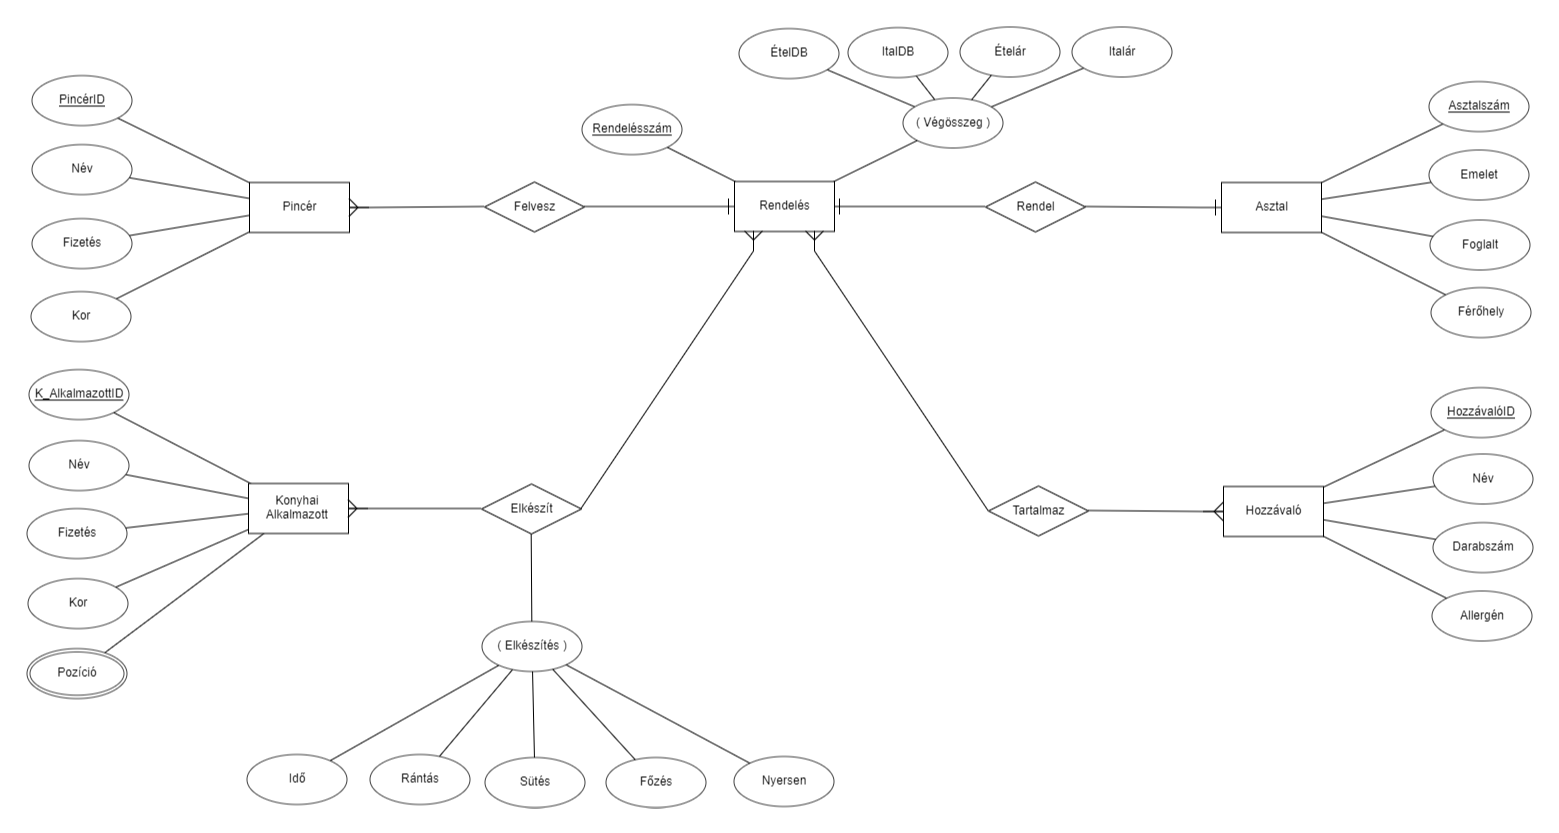 ÉtelDB
ItalDB
Ételár
Italár
PincérID
Rendelésszám
( Végösszeg )
Asztalszám
Név
Emelet
Pincér
Felvesz
Rendelés
Rendel
Asztal
Fizetés
Foglalt
Kor
Férőhely
K_AlkalmazottID
HozzávalóID
Név
Név
Konyhai
Alkalmazott
Elkészít
Tartalmaz
Hozzávaló
Fizetés
Darabszám
Kor
Allergén
( Elkészítés )
Pozíció
Idő
Rántás
Sütés
Főzés
Nyersen